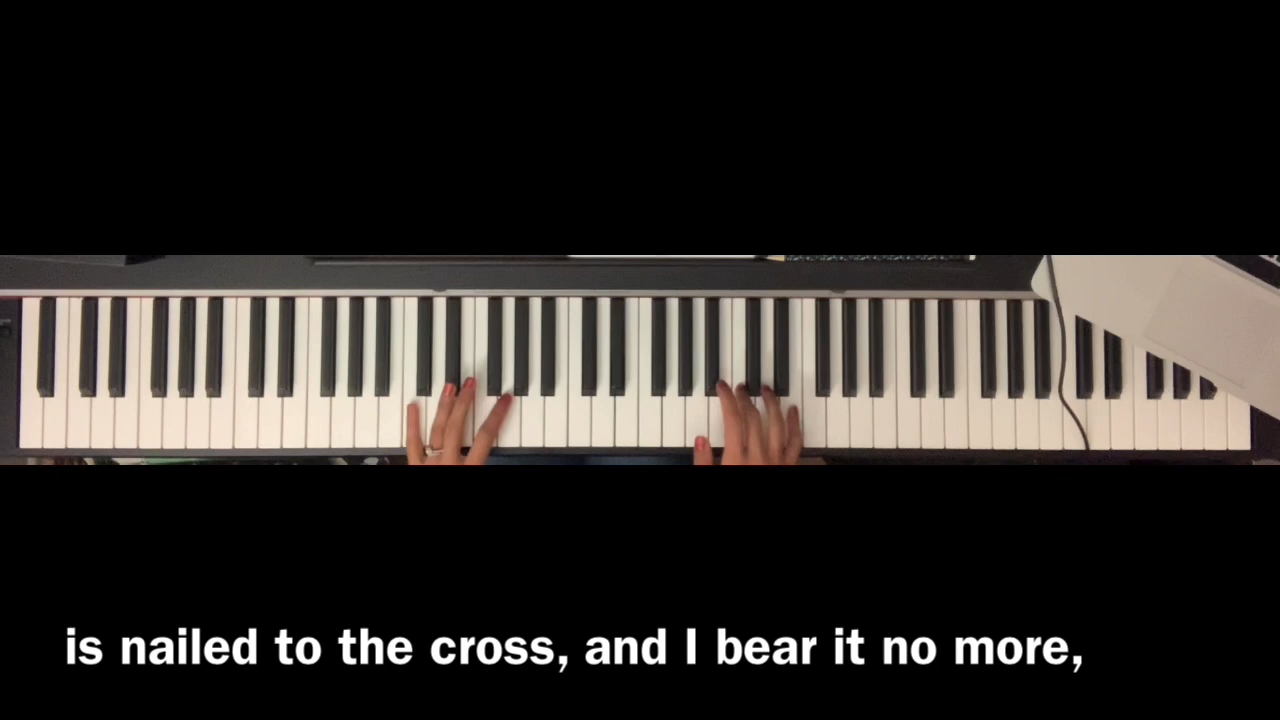 is nailed to the cross, and I bear it no more,